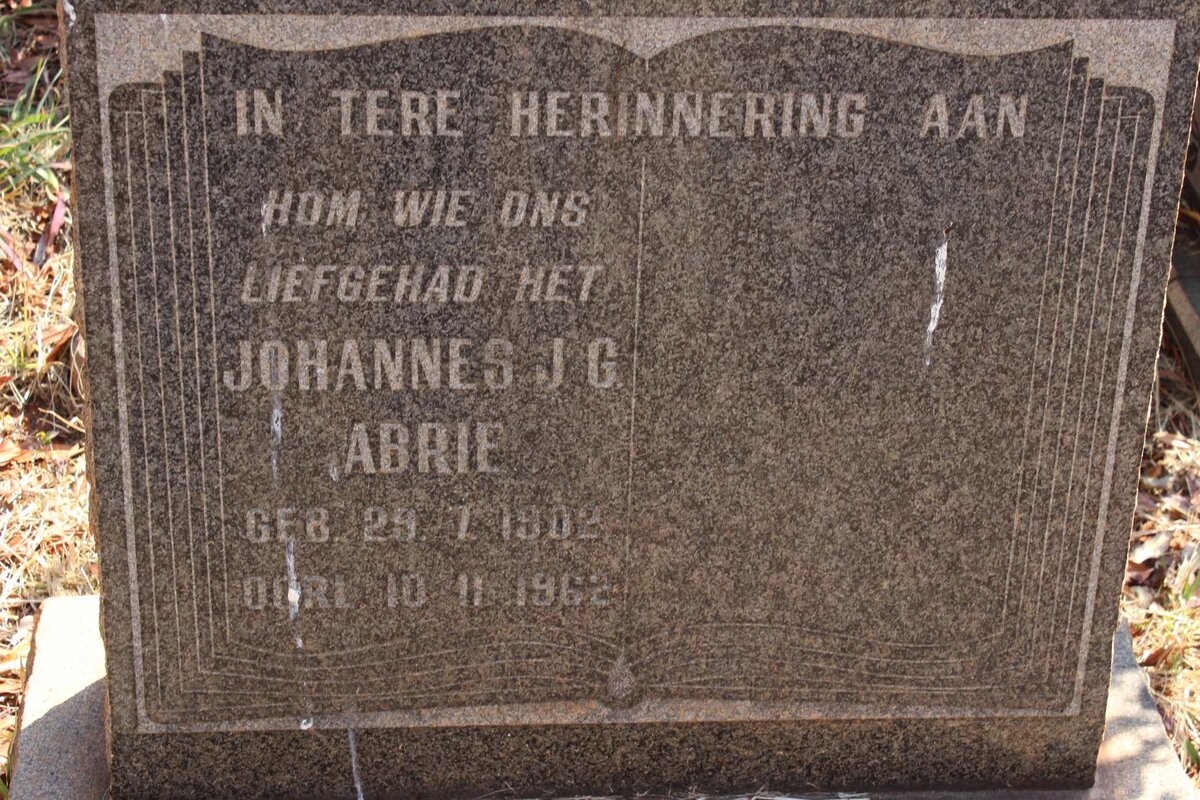 IN TERE HERINNERING AAN
HOM WIE ONS
LIEFGEHAD HET
JOHANNES J G
ABRIE
GEB. 29. 7. 1902
OORL. 10. 11. 1962